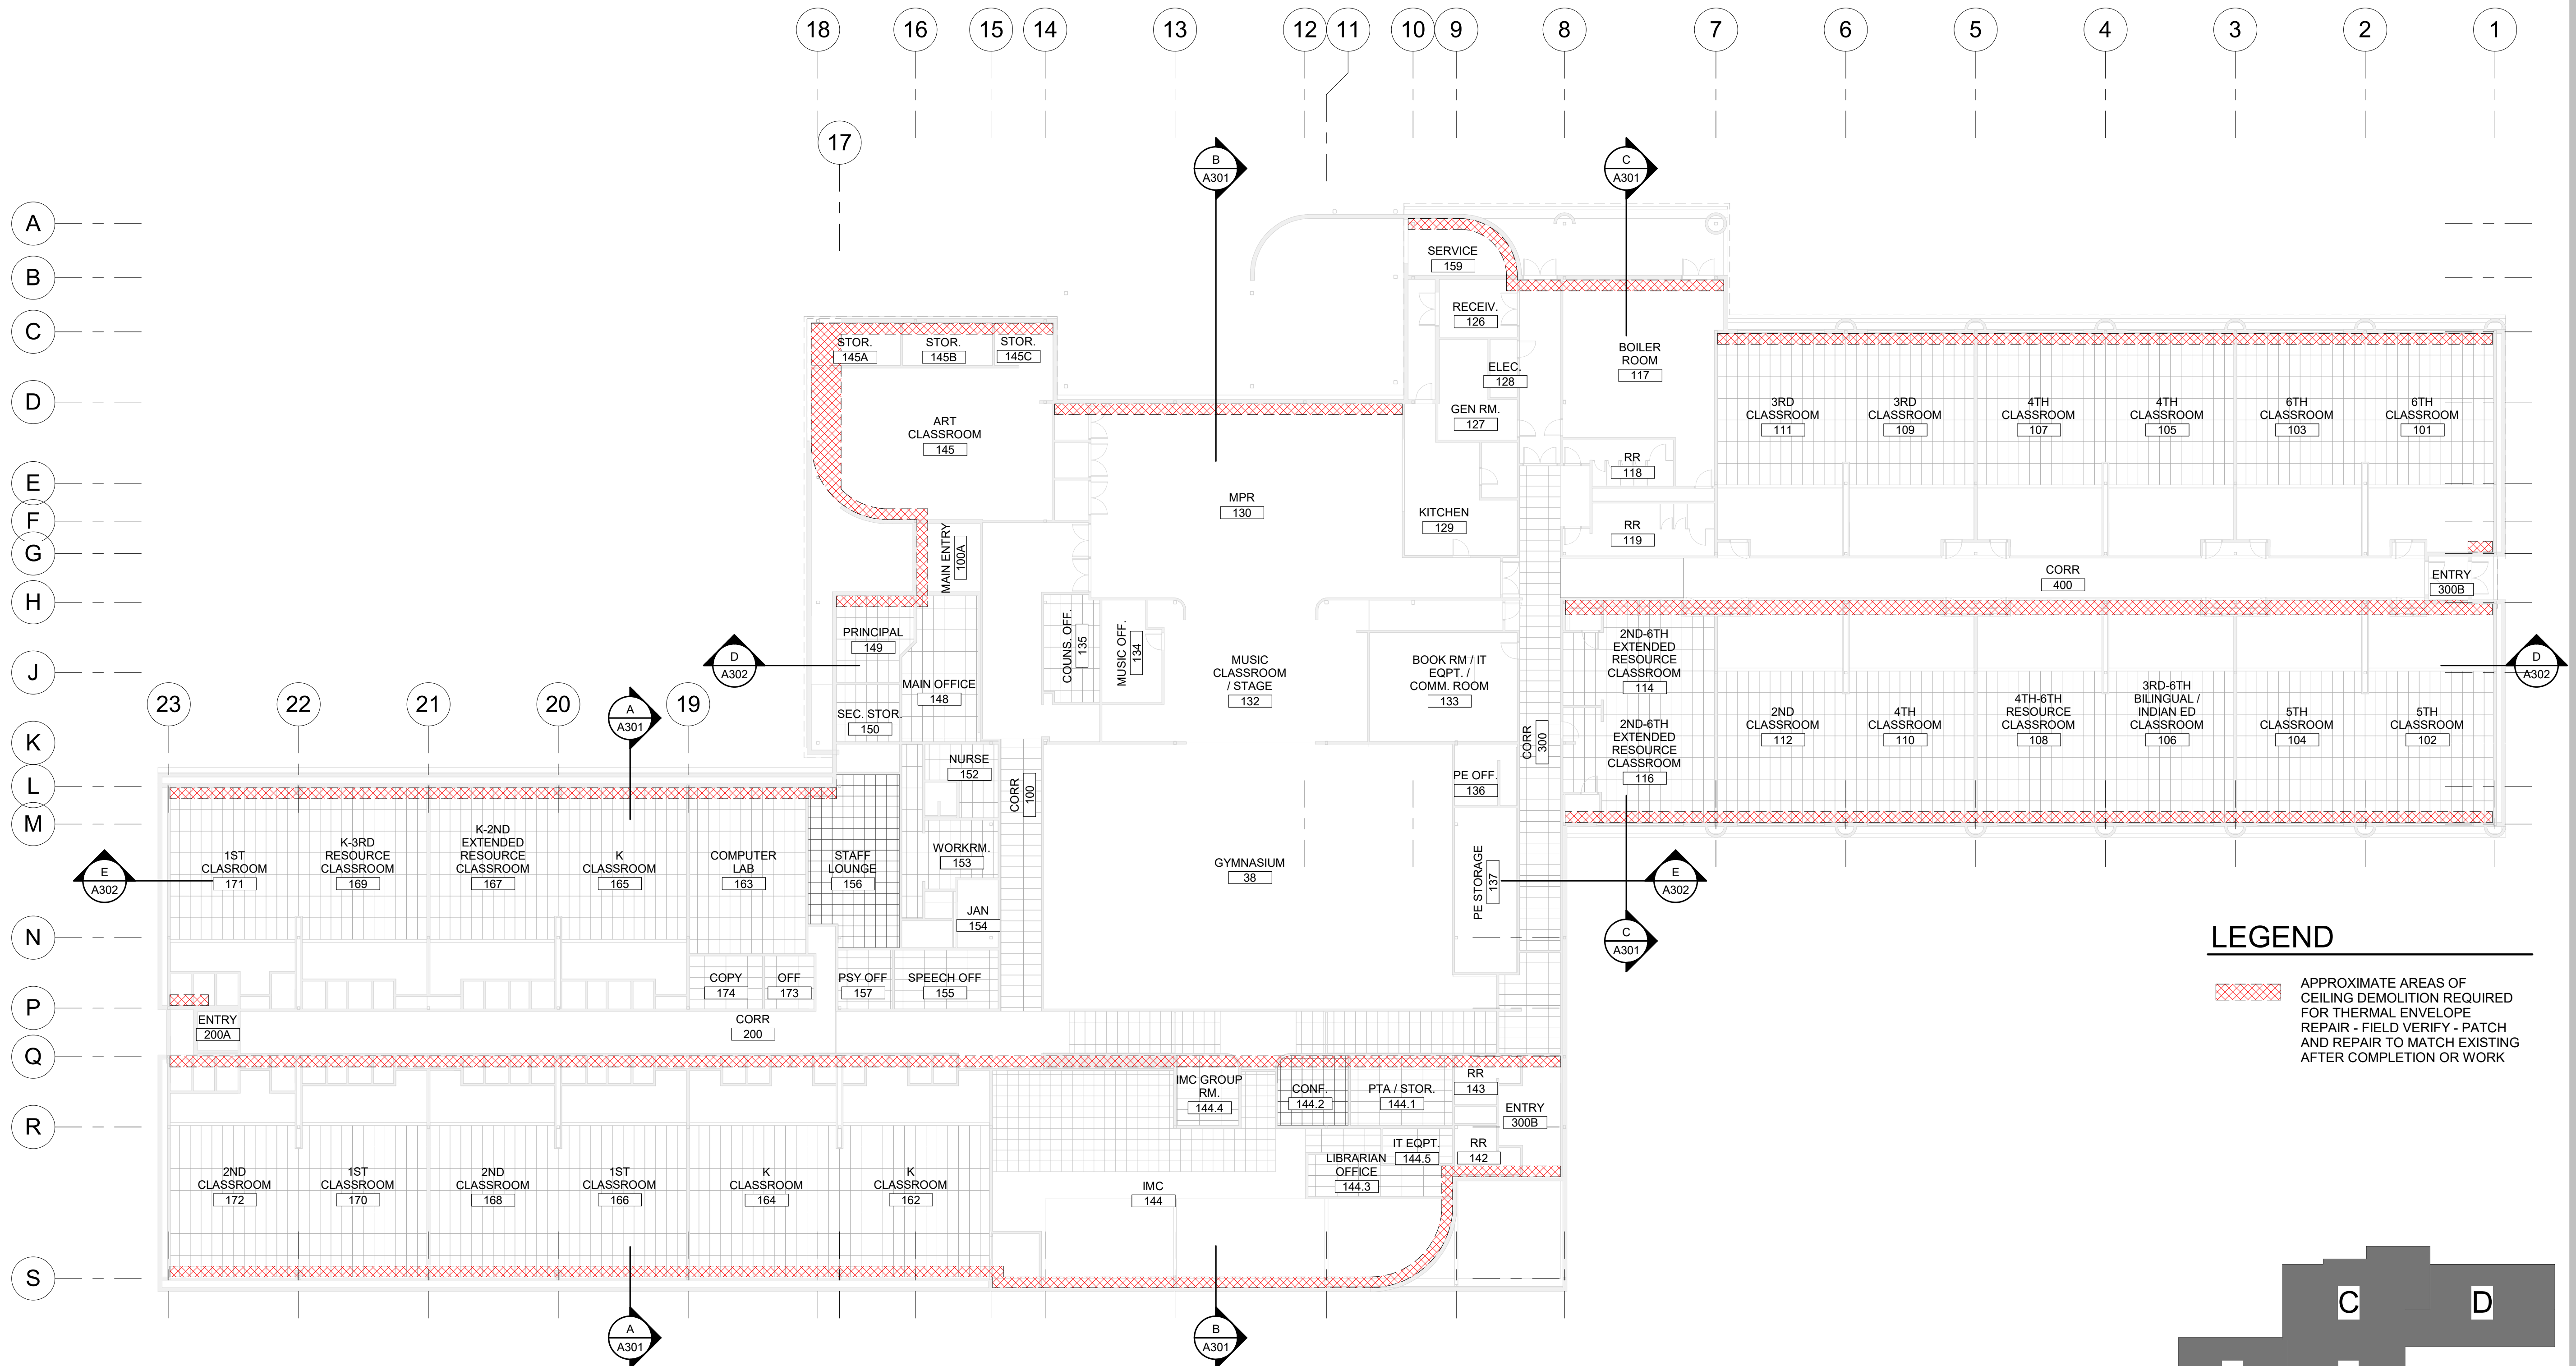 18
16
15
14
13
12
11
10
9
8
7
6
5
4
3
2
1
17
B
A301
C
A301
A
B
C
D
E
F
G
H
J
K
L
M
N
P
Q
R
S
SERVICE
159
RECEIV.
126
STOR.
145A
STOR.
145B
STOR.
145C
ELEC.
128
BOILER
ROOM
117
GEN RM.
127
ART
CLASSROOM
145
3RD
CLASSROOM
111
3RD
CLASSROOM
109
4TH
CLASSROOM
107
4TH
CLASSROOM
105
6TH
CLASSROOM
103
6TH
CLASSROOM
101
RR
118
MPR
130
KITCHEN
129
RR
119
MAIN ENTRY
100A
CORR
400
ENTRY
300B
PRINCIPAL
149
COUNS. OFF.
135
MUSIC OFF.
134
MUSIC
CLASSROOM
/ STAGE
132
BOOK RM / IT
EQPT. /
COMM. ROOM
133
2ND-6TH
EXTENDED
RESOURCE
CLASSROOM
114
D
A302
D
A302
MAIN OFFICE
148
SEC. STOR.
150
23
22
21
20
19
A
A301
CORR
300
2ND-6TH
EXTENDED
RESOURCE
CLASSROOM
116
2ND
CLASSROOM
112
4TH
CLASSROOM
110
4TH-6TH
RESOURCE
CLASSROOM
108
3RD-6TH
BILINGUAL /
INDIAN ED
CLASSROOM
106
5TH
CLASSROOM
104
5TH
CLASSROOM
102
NURSE
152
CORR
100
PE OFF.
136
E
A302
1ST
CLASROOM
171
K-3RD
RESOURCE
CLASSROOM
169
K-2ND
EXTENDED
RESOURCE
CLASSROOM
167
K
CLASSROOM
165
COMPUTER
LAB
163
STAFF
LOUNGE
156
WORKRM.
153
GYMNASIUM
38
PE STORAGE
137
E
A302
JAN
154
C
A301
LEGEND
APPROXIMATE AREAS OF
CEILING DEMOLITION REQUIRED
FOR THERMAL ENVELOPE
REPAIR - FIELD VERIFY - PATCH
AND REPAIR TO MATCH EXISTING
AFTER COMPLETION OR WORK
COPY
174
OFF
173
PSY OFF
157
SPEECH OFF
155
ENTRY
200A
CORR
200
IMC GROUP
RM.
144.4
CONF.
144.2
PTA / STOR.
144.1
RR
143
ENTRY
300B
IT EQPT.
144.5
RR
142
LIBRARIAN
OFFICE
144.3
2ND
CLASSROOM
172
1ST
CLASSROOM
170
2ND
CLASSROOM
168
1ST
CLASSROOM
166
K
CLASSROOM
164
K
CLASSROOM
162
IMC
144
A
A301
B
A301
C
D